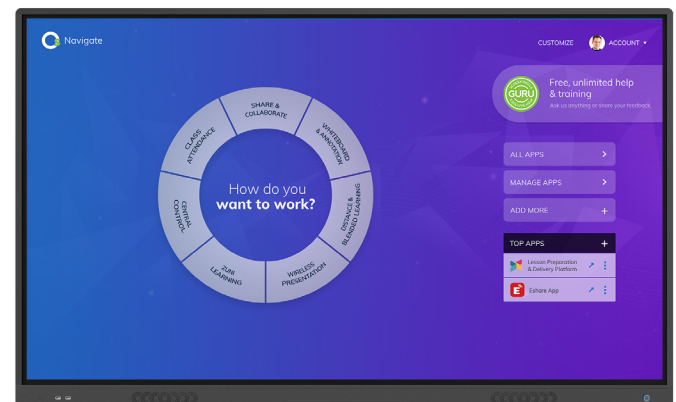 Navigate
CUSTOMIZE
ACCOUNT
GURU
Free, unlimited help
& training
Ask us anything or share your feedback.
SHARE &
COLLABORATE
WHITEBOARD
& ANNOTATION
DISTANCE &
BLENDED LEARNING
WIRELESS
PRESENTATION
2UNI
LEARNING
CENTRAL
CONTROL
CLASS
ATTENDANCE
How do you
want to work?
ALL APPS
MANAGE APPS
ADD MORE
TOP APPS
Lesson Preparation
& Delivery Platform
Eshare App